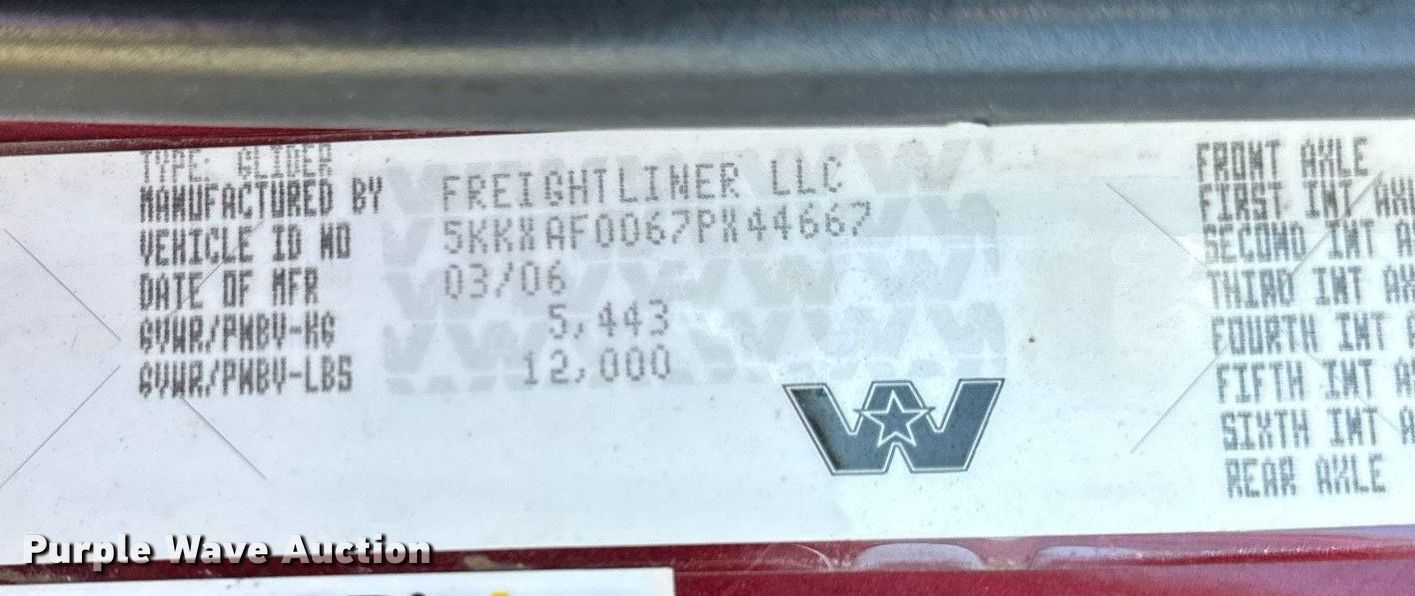 TYPE: GLIDER
MANUFACTURED BY FREIGHTLINER LLC
VEHICLE ID NO 5KKXAF0067PX44667
DATE OF MFR 03/06
GVWR/PNBV-KG 5,443
GVWR/PNBV-LBS 12,000
FRONT AXLE
FIRST INT AXL
SECOND INT A
THIRD INT AX
FOURTH INT A
FIFTH INT A
SIXTH INT A
REAR AXLE
Purple Wave Auction